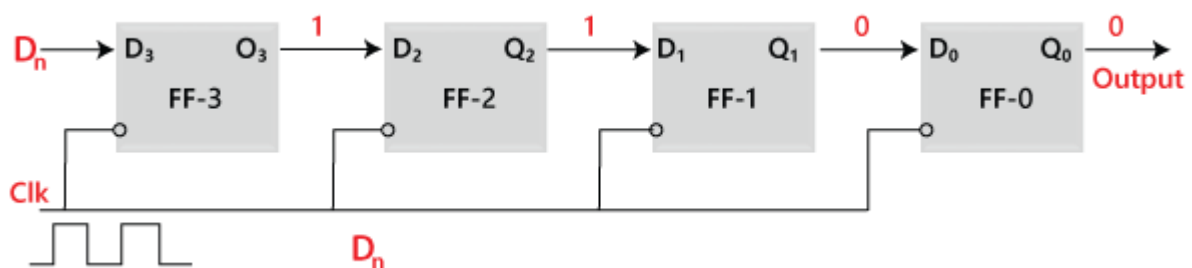 1 1 0 0
Dₙ D₃ O₃ D₂ Q₂ D₁ Q₁ D₀ Q₀
Output
FF-3 FF-2 FF-1 FF-0
Clk
Dₙ